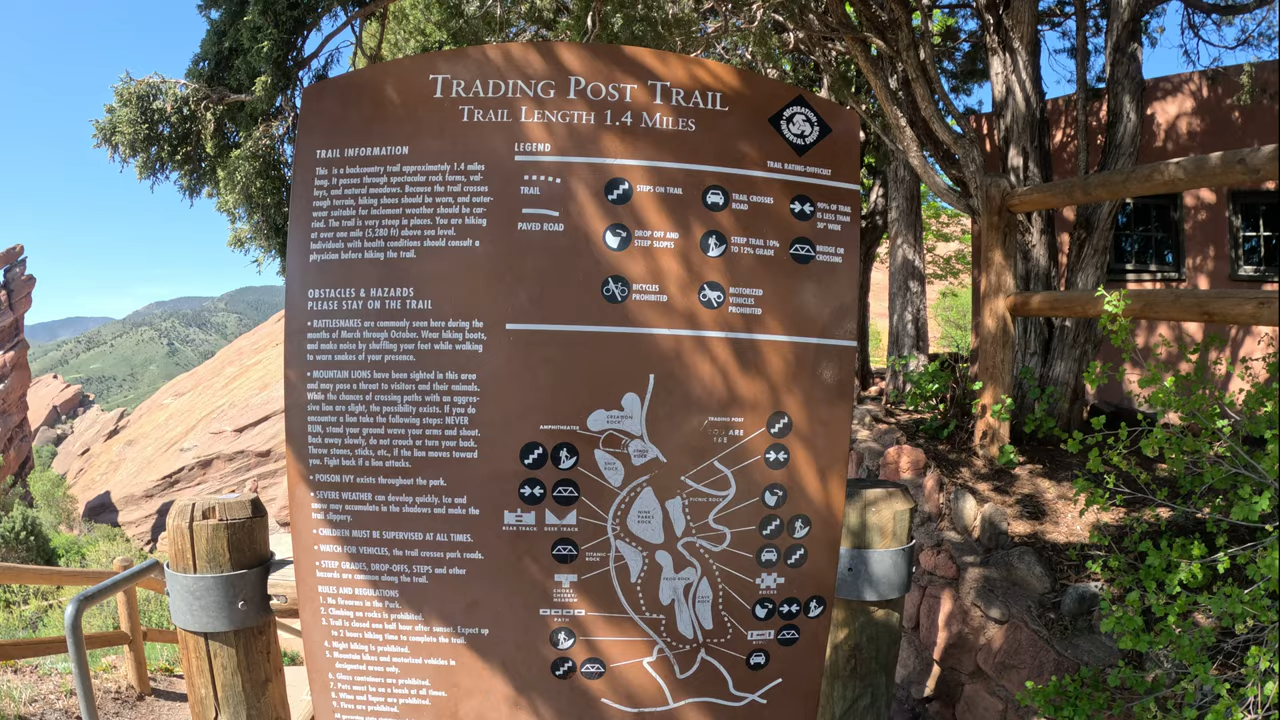 TRADING POST TRAIL
TRAIL LENGTH 1.4 MILES
RECREATION
UNIVERSAL DESIGN
TRAIL RATING-DIFFICULT
TRAIL INFORMATION
This is a backcountry trail approximately 1.4 miles
long. It passes through spectacular rock forms, val-
leys, and natural meadows. Because the trail crosses
rough terrain, hiking shoes should be worn, and outer-
wear suitable for inclement weather should be car-
ried. The trail is very steep in places. You are hiking
at over one mile (5,280 ft) above sea level.
Individuals with health conditions should consult a
physician before hiking the trail.
OBSTACLES & HAZARDS
PLEASE STAY ON THE TRAIL
• RATTLESNAKES are commonly seen here during the
months of March through October. Wear hiking boots,
and make noise by shuffling your feet while walking
to warn snakes of your presence.
• MOUNTAIN LIONS have been sighted in this area
and may pose a threat to visitors and their animals.
While the chances of crossing paths with an aggres-
sive lion are slight, the possibility exists. If you do
encounter a lion take the following steps: NEVER
RUN, stand your ground wave your arms and shout.
Back away slowly, do not crouch or turn your back.
Throw stones, sticks, etc., if the lion moves toward
you. Fight back if a lion attacks.
• POISON IVY exists throughout the park.
• SEVERE WEATHER can develop quickly. Ice and
snow may accumulate in the shadows and make the
trail slippery.
• CHILDREN MUST BE SUPERVISED AT ALL TIMES.
• WATCH FOR VEHICLES, the trail crosses park roads.
• STEEP GRADES, DROP-OFFS, STEPS and other
hazards are common along the trail.
RULES AND REGULATIONS
1. No firearms in the Park.
2. Climbing on rocks is prohibited.
3. Trail is closed one half hour after sunset. Expect up
to 2 hours hiking time to complete the trail.
4. Night hiking is prohibited.
5. Mountain bikes and motorized vehicles in
designated areas only.
6. Glass containers are prohibited.
7. Pets must be on a leash at all times.
8. Wine and liquor are prohibited.
9. Fires are prohibited.
LEGEND
TRAIL
PAVED ROAD
STEPS ON TRAIL
TRAIL CROSSES
ROAD
90% OF TRAIL
IS LESS THAN
30" WIDE
DROP OFF AND
STEEP SLOPES
STEEP TRAIL 10%
TO 12% GRADE
BRIDGE OR
CROSSING
BICYCLES
PROHIBITED
MOTORIZED
VEHICLES
PROHIBITED
CREATION
ROCK
TRADING POST
YOU ARE
AMPHITHEATER
STAGE
ROCK
SHIP
ROCK
PICNIC ROCK
NINE
PARKS
ROCK
BEAR TRACK
DEER TRACK
TITANIC
ROCK
FROG ROCK
CAVE
ROCK
CHOKE
CHERRY
MEADOW
PATH